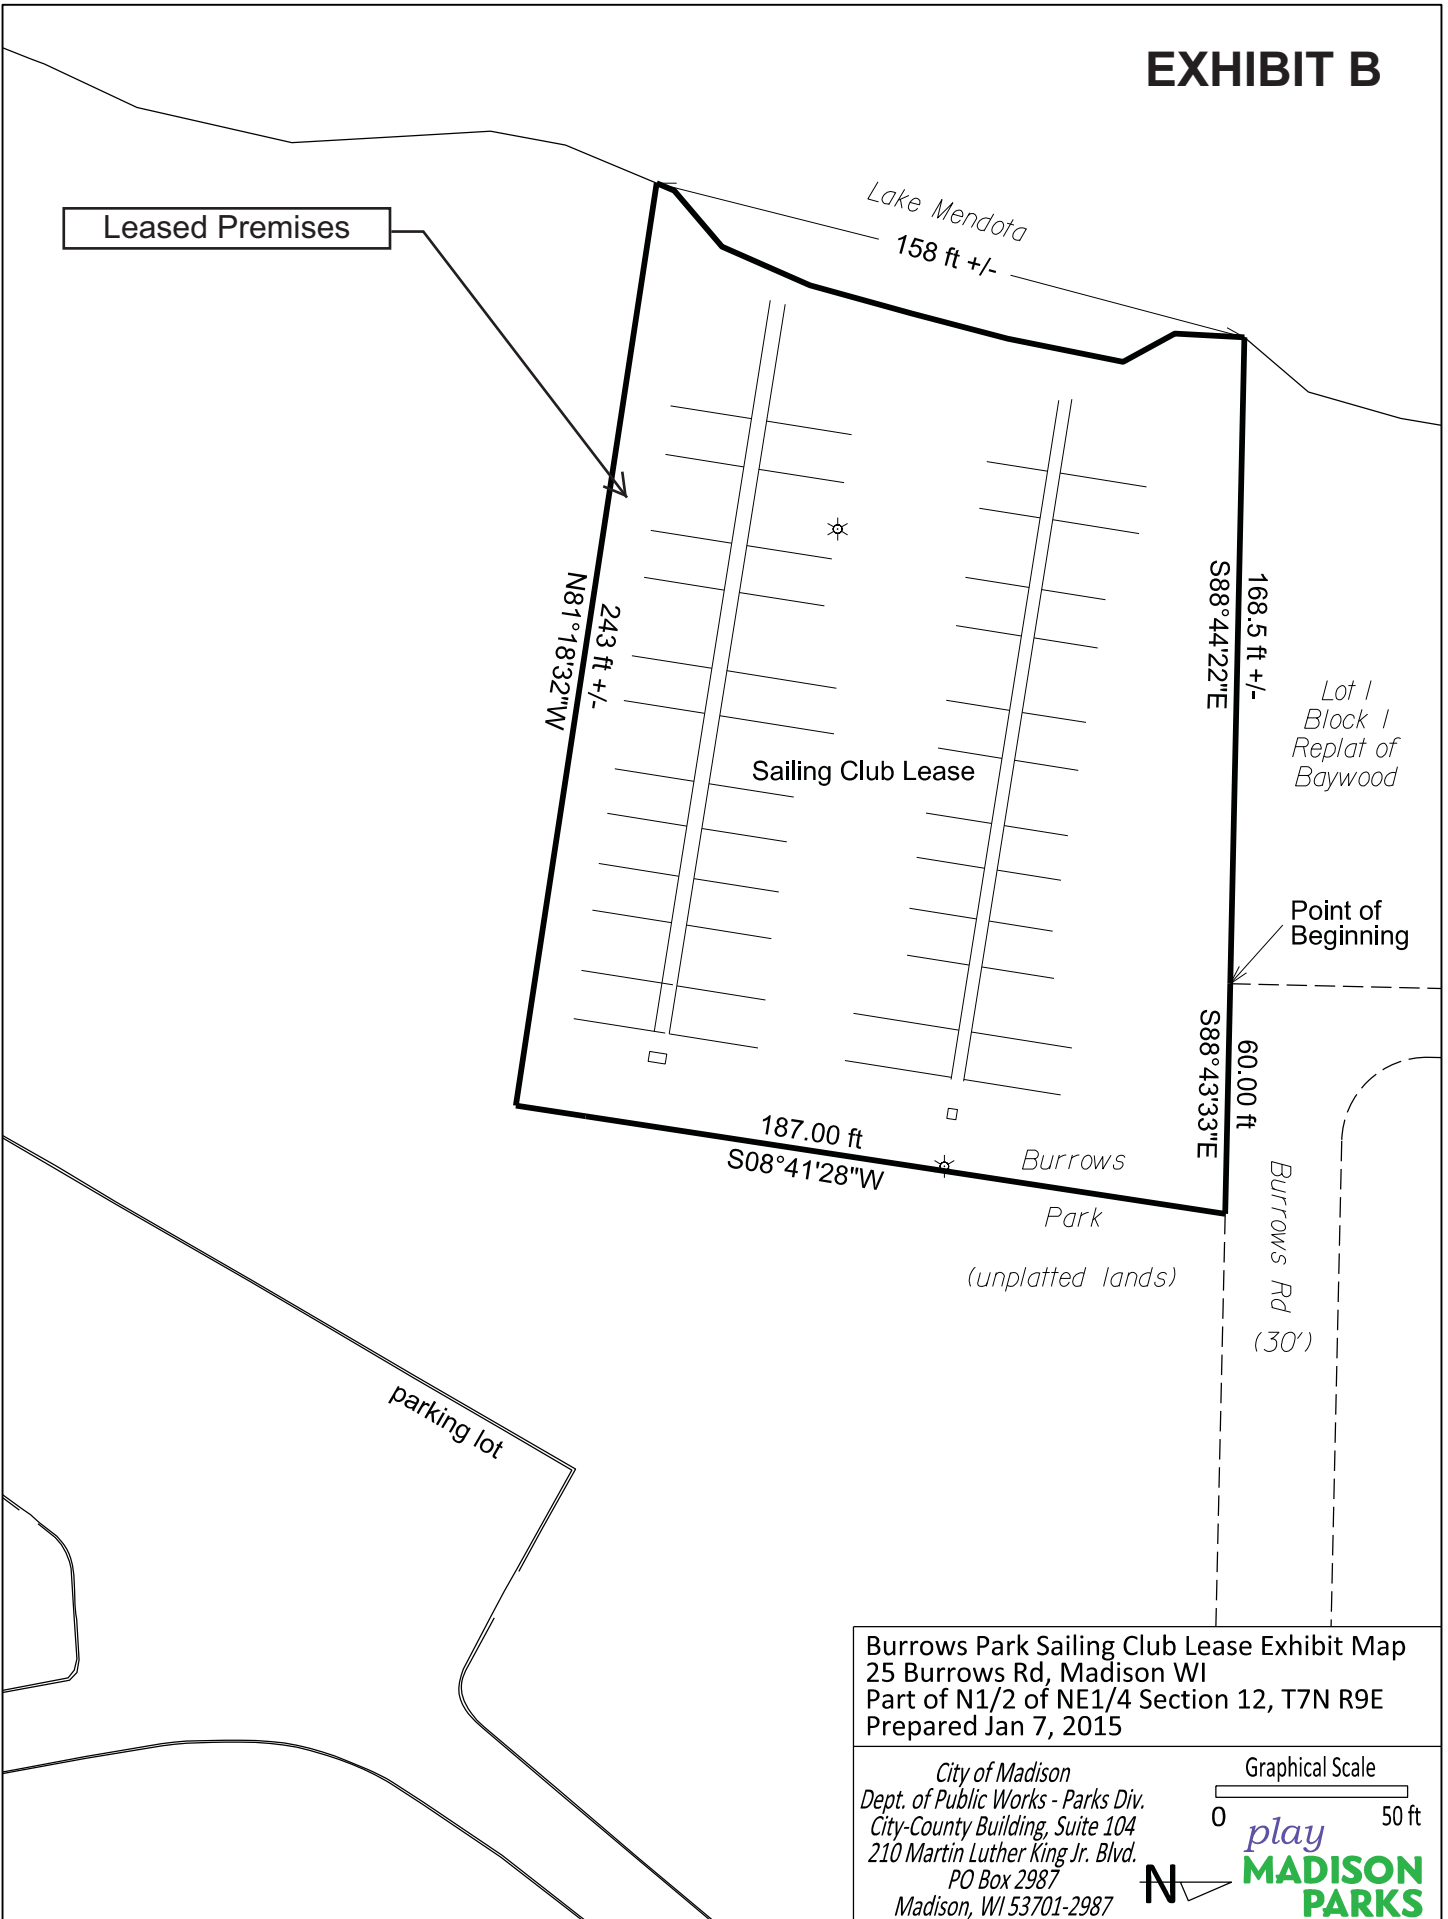 EXHIBIT B
Leased Premises
Lake Mendota
158 ft +/-
243 ft +/-
N81°18'32"W
168.5 ft +/-
S88°44'22"E
Lot 1
Block 1
Replat of
Baywood
Sailing Club Lease
Point of
Beginning
60.00 ft
S88°43'33"E
187.00 ft
S08°41'28"W
Burrows
Park
(unplatted lands)
Burrows Rd
(30')
parking lot
Burrows Park Sailing Club Lease Exhibit Map
25 Burrows Rd, Madison WI
Part of N1/2 of NE1/4 Section 12, T7N R9E
Prepared Jan 7, 2015
City of Madison
Dept. of Public Works - Parks Div.
City-County Building, Suite 104
210 Martin Luther King Jr. Blvd.
PO Box 2987
Madison, WI 53701-2987
Graphical Scale
0 50 ft
N
play
MADISON
PARKS